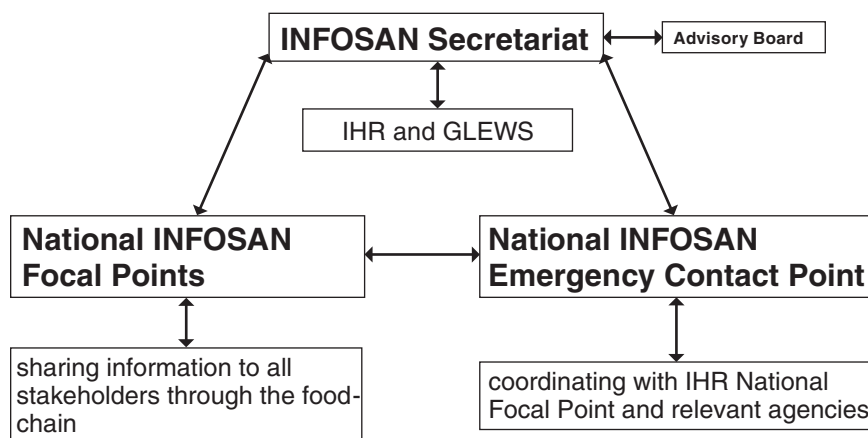 INFOSAN Secretariat
Advisory Board
IHR and GLEWS
National INFOSAN
Focal Points
National INFOSAN
Emergency Contact Point
sharing information to all
stakeholders through the food-
chain
coordinating with IHR National
Focal Point and relevant agencies